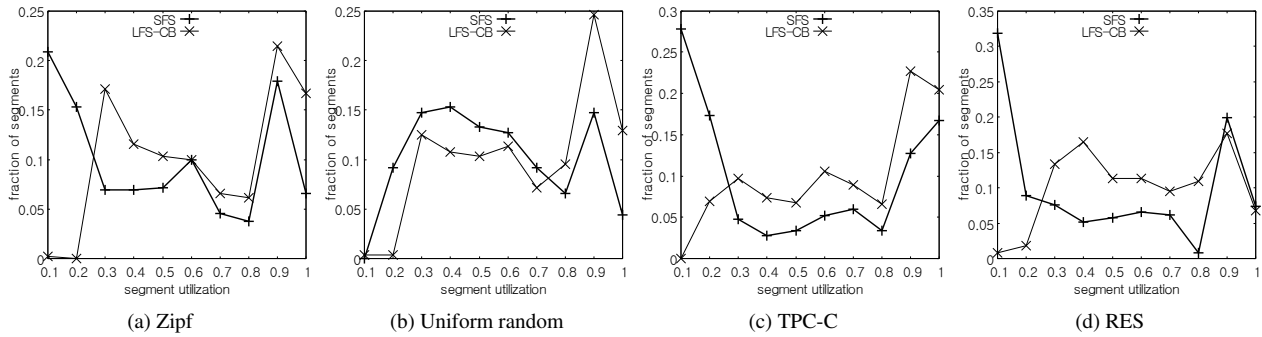 0.25
0.2
0.15
0.1
0.05
0
fraction of segments
SFS
LFS-CB
0.1 0.2 0.3 0.4 0.5 0.6 0.7 0.8 0.9 1
segment utilization
(a) Zipf
0.25
0.2
0.15
0.1
0.05
0
fraction of segments
SFS
LFS-CB
0.1 0.2 0.3 0.4 0.5 0.6 0.7 0.8 0.9 1
segment utilization
(b) Uniform random
0.3
0.25
0.2
0.15
0.1
0.05
0
fraction of segments
SFS
LFS-CB
0.1 0.2 0.3 0.4 0.5 0.6 0.7 0.8 0.9 1
segment utilization
(c) TPC-C
0.35
0.3
0.25
0.2
0.15
0.1
0.05
0
fraction of segments
SFS
LFS-CB
0.1 0.2 0.3 0.4 0.5 0.6 0.7 0.8 0.9 1
segment utilization
(d) RES